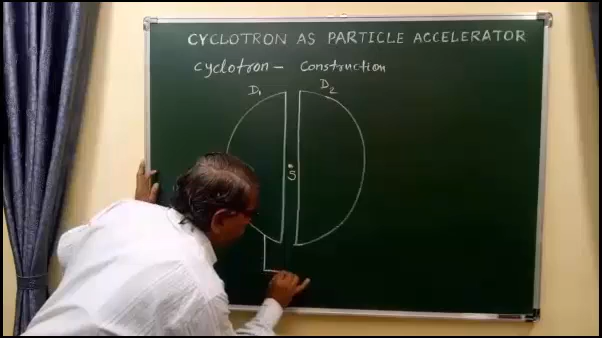 CYCLOTRON AS PARTICLE ACCELERATOR
Cyclotron - Construction
D₁ D₂
S